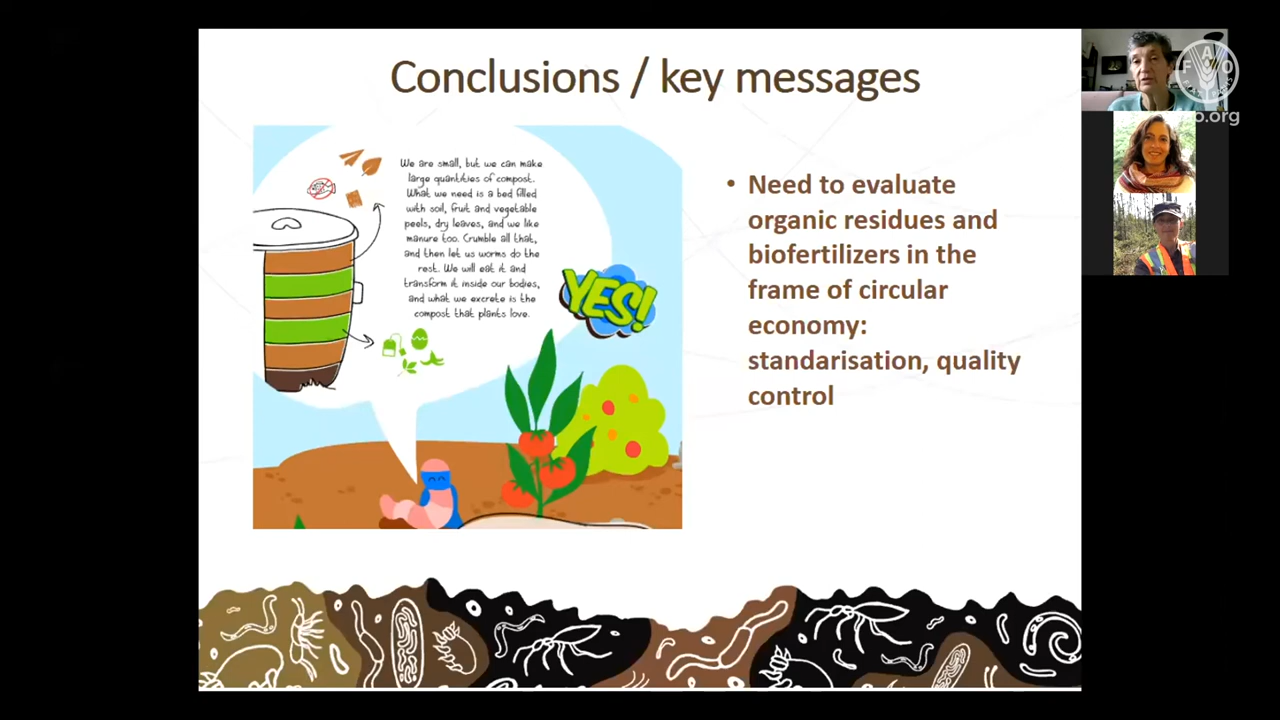 Conclusions / key messages
We are small, but we can make
large quantities of compost.
What we need is a bed filled
with soil, fruit and vegetable
peels, dry leaves, and we like
manure too. Crumble all that,
and then let us worms do the
rest. We will eat it and
transform it inside our bodies,
and what we excrete is the
compost that plants love.
YES!
• Need to evaluate
organic residues and
biofertilizers in the
frame of circular
economy:
standarisation, quality
control
F A O